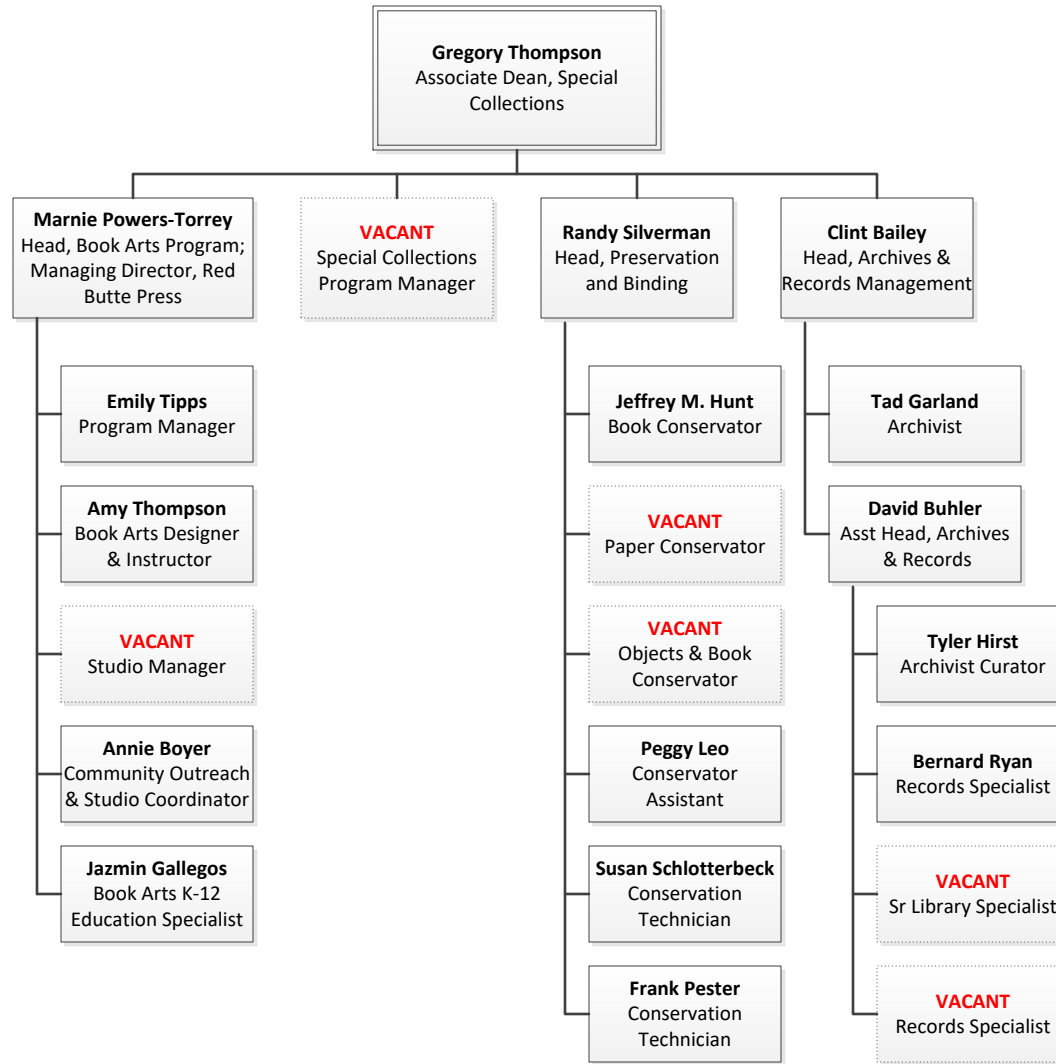 Gregory Thompson
Associate Dean, Special
Collections
Marnie Powers-Torrey
Head, Book Arts Program;
Managing Director, Red
Butte Press
VACANT
Special Collections
Program Manager
Randy Silverman
Head, Preservation
and Binding
Clint Bailey
Head, Archives &
Records Management
Emily Tipps
Program Manager
Amy Thompson
Book Arts Designer
& Instructor
VACANT
Studio Manager
Annie Boyer
Community Outreach
& Studio Coordinator
Jazmin Gallegos
Book Arts K-12
Education Specialist
Jeffrey M. Hunt
Book Conservator
VACANT
Paper Conservator
VACANT
Objects & Book
Conservator
Peggy Leo
Conservator
Assistant
Susan Schlotterbeck
Conservation
Technician
Frank Pester
Conservation
Technician
Tad Garland
Archivist
David Buhler
Asst Head, Archives
& Records
Tyler Hirst
Archivist Curator
Bernard Ryan
Records Specialist
VACANT
Sr Library Specialist
VACANT
Records Specialist